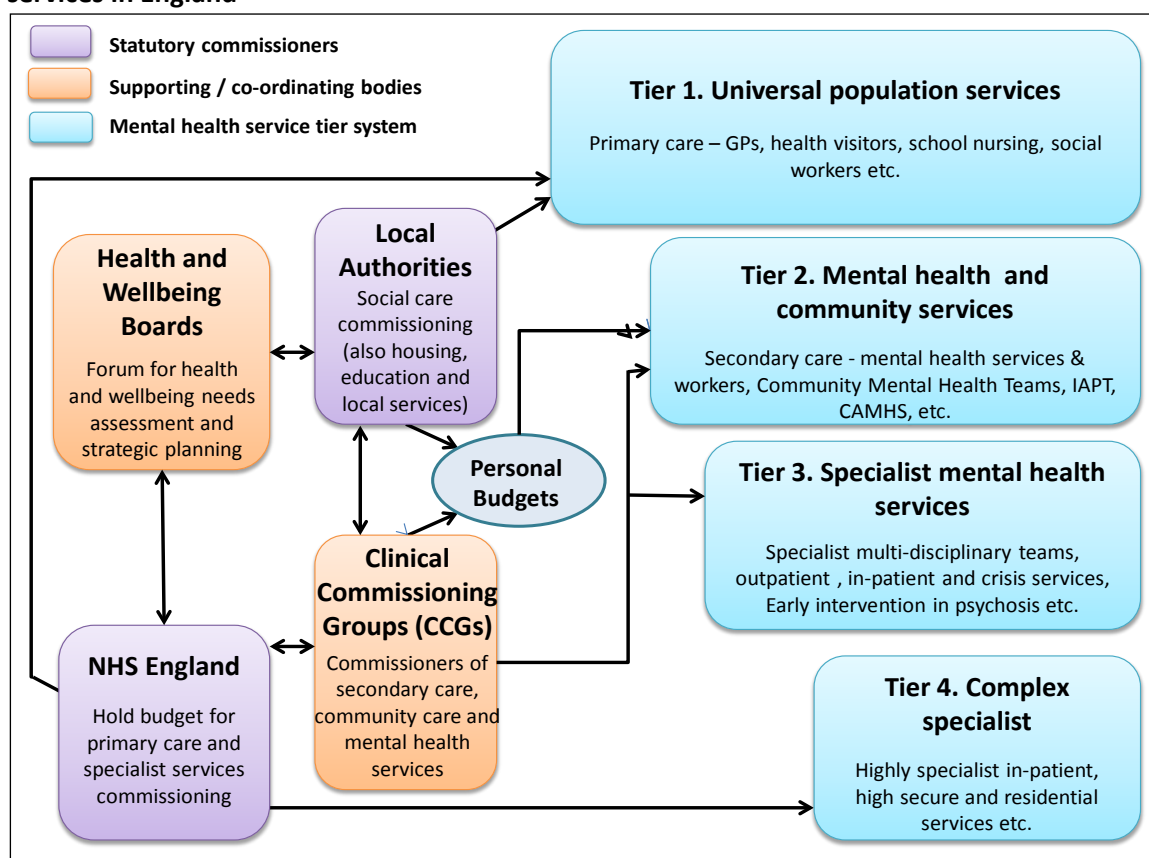 services in England
Statutory commissioners
Supporting / co-ordinating bodies
Mental health service tier system
Tier 1. Universal population services
Primary care – GPs, health visitors, school nursing, social
workers etc.
Health and
Wellbeing
Boards
Forum for health
and wellbeing needs
assessment and
strategic planning
Local
Authorities
Social care
commissioning
(also housing,
education and
local services)
Tier 2. Mental health and
community services
Secondary care - mental health services &
workers, Community Mental Health Teams, IAPT,
CAMHS, etc.
Personal
Budgets
Tier 3. Specialist mental health
services
Specialist multi-disciplinary teams,
outpatient , in-patient and crisis services,
Early intervention in psychosis etc.
Clinical
Commissioning
Groups (CCGs)
Commissioners of
secondary care,
community care and
mental health
services
NHS England
Hold budget for
primary care and
specialist services
commissioning
Tier 4. Complex
specialist
Highly specialist in-patient,
high secure and residential
services etc.